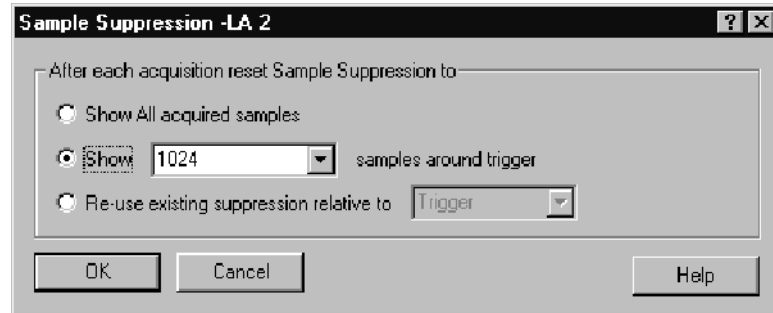 Sample Suppression -LA 2
After each acquisition reset Sample Suppression to
Show All acquired samples
Show 1024 samples around trigger
Re-use existing suppression relative to Trigger
OK Cancel Help